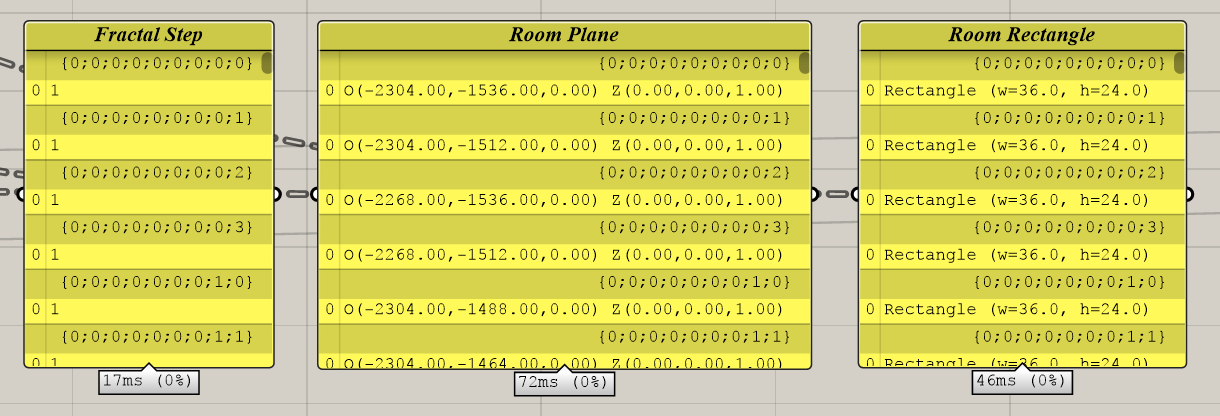 Fractal Step
{0;0;0;0;0;0;0;0;0}
0 1
{0;0;0;0;0;0;0;0;1}
0 1
{0;0;0;0;0;0;0;0;2}
0 1
{0;0;0;0;0;0;0;0;3}
0 1
{0;0;0;0;0;0;0;1;0}
0 1
{0;0;0;0;0;0;0;1;1}
0 1
17ms (0%)
Room Plane
{0;0;0;0;0;0;0;0;0}
0 O(-2304.00,-1536.00,0.00) Z(0.00,0.00,1.00)
{0;0;0;0;0;0;0;0;1}
0 O(-2304.00,-1512.00,0.00) Z(0.00,0.00,1.00)
{0;0;0;0;0;0;0;0;2}
0 O(-2268.00,-1536.00,0.00) Z(0.00,0.00,1.00)
{0;0;0;0;0;0;0;0;3}
0 O(-2268.00,-1512.00,0.00) Z(0.00,0.00,1.00)
{0;0;0;0;0;0;0;1;0}
0 O(-2304.00,-1488.00,0.00) Z(0.00,0.00,1.00)
{0;0;0;0;0;0;0;1;1}
0 O(-2304.00,-1464.00,0.00) Z(0.00,0.00,1.00)
72ms (0%)
Room Rectangle
{0;0;0;0;0;0;0;0;0}
0 Rectangle (w=36.0, h=24.0)
{0;0;0;0;0;0;0;0;1}
0 Rectangle (w=36.0, h=24.0)
{0;0;0;0;0;0;0;0;2}
0 Rectangle (w=36.0, h=24.0)
{0;0;0;0;0;0;0;0;3}
0 Rectangle (w=36.0, h=24.0)
{0;0;0;0;0;0;0;1;0}
0 Rectangle (w=36.0, h=24.0)
{0;0;0;0;0;0;0;1;1}
0 Rectangle (w=36.0, h=24.0)
46ms (0%)